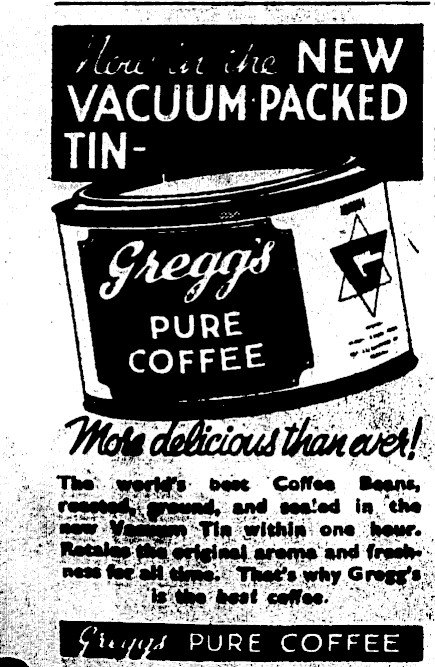 Now in the NEW
VACUUM-PACKED
TIN-
Gregg's
PURE
COFFEE
More delicious than ever!
The world's best Coffee Beans,
roasted, ground, and sealed in the
new Vacuum Tin within one hour.
Retains the original aroma and fresh-
ness for all time. That's why Gregg's
is the best coffee.
Greggs PURE COFFEE